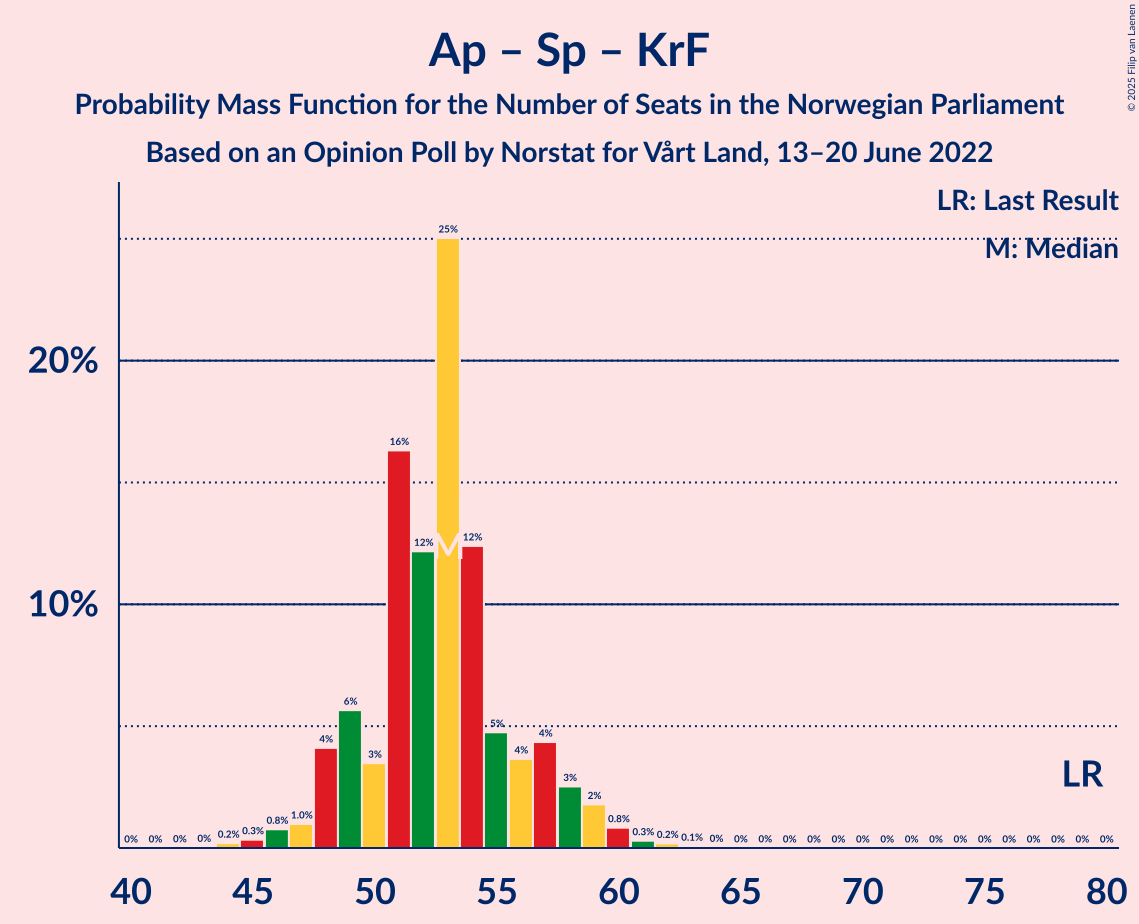 Ap – Sp – KrF
Probability Mass Function for the Number of Seats in the Norwegian Parliament
Based on an Opinion Poll by Norstat for Vårt Land, 13–20 June 2022
© 2025 Filip van Laenen
LR: Last Result
M: Median
25%
20%
16%
12%
M
12%
10%
6%
5%
4%
4%
4%
3%
3%
2%
LR
0% 0% 0% 0% 0.2% 0.3% 0.8% 1.0% 0.8% 0.3% 0.2% 0.1% 0% 0% 0% 0% 0% 0% 0% 0% 0% 0% 0% 0% 0% 0% 0% 0% 0%
40 45 50 55 60 65 70 75 80